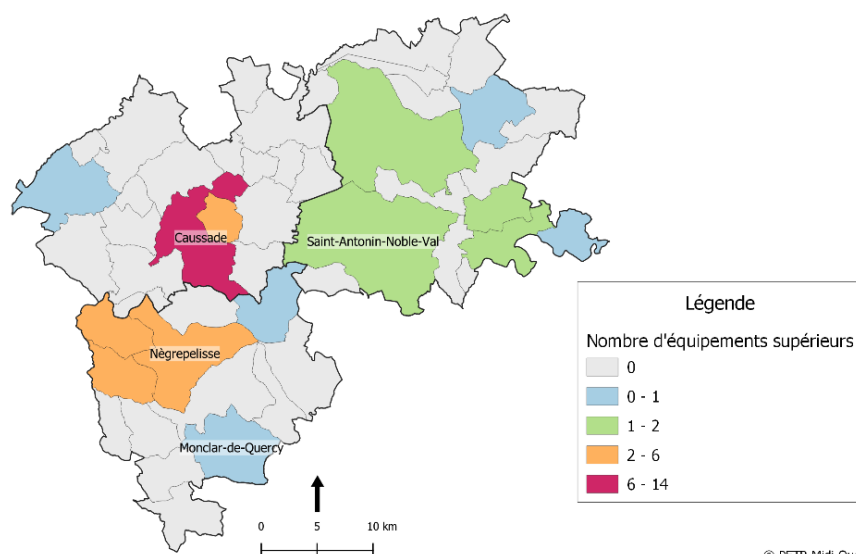 Caussade
Saint-Antonin-Noble-Val
Nègrepelisse
Monclar-de-Quercy
0 5 10 km
Légende
Nombre d'équipements supérieurs
0
0 - 1
1 - 2
2 - 6
6 - 14